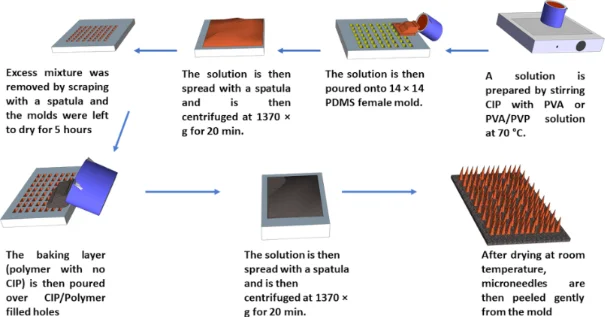 A solution is
prepared by stirring
CIP with PVA or
PVA/PVP solution
at 70 °C.
The solution is then
poured onto 14 × 14
PDMS female mold.
The solution is then
spread with a spatula
and is then
centrifuged at 1370 ×
g for 20 min.
Excess mixture was
removed by scraping
with a spatula and
the molds were left
to dry for 5 hours
The baking layer
(polymer with no
CIP) is then poured
over CIP/Polymer
filled holes
The solution is then
spread with a spatula
and is then
centrifuged at 1370 ×
g for 20 min.
After drying at room
temperature,
microneedles are
then peeled gently
from the mold